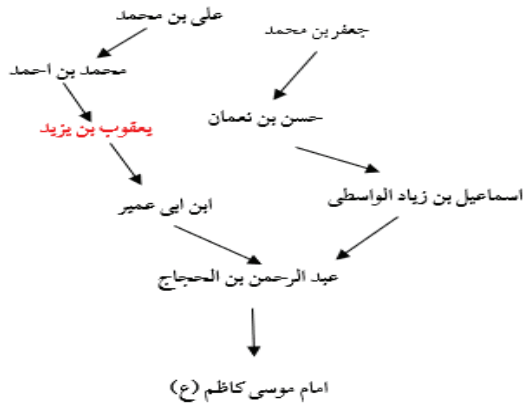 علی بن محمد
جعفر بن محمد
محمد بن احمد
حسن بن نعمان
یعقوب بن یزید
اسماعیل بن زیاد الواسطی
ابن ابی عمیر
عبد الرحمن بن الحجاج
امام موسی کاظم (ع)